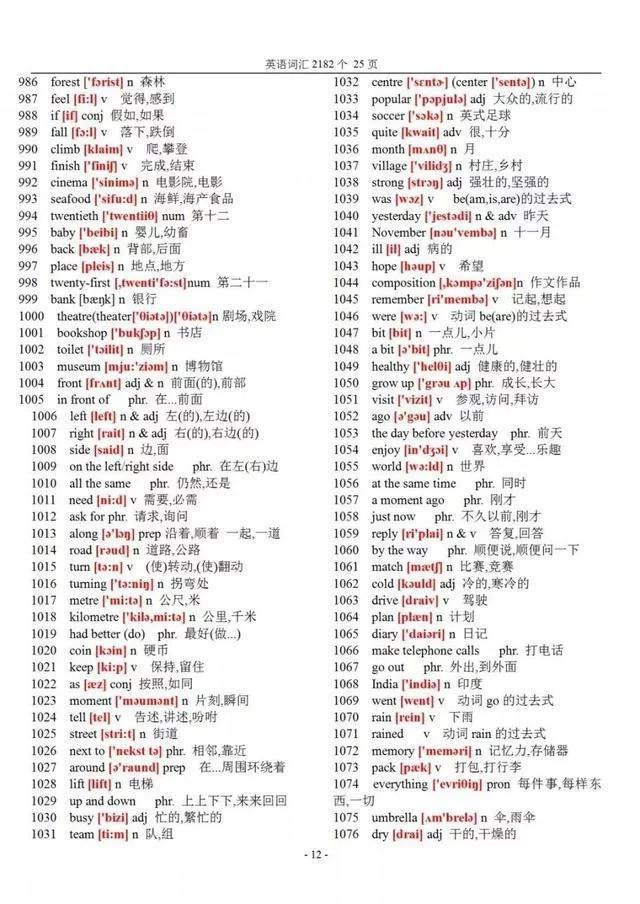 英语词汇 2182 个  25 页
986 forest ['fərist] n 森林
987 feel [fi:l] v 觉得,感到
988 if [if] conj 假如,如果
989 fall [fɔ:l] v 落下,跌倒
990 climb [klaim] v 爬,攀登
991 finish ['finiʃ] v 完成,结束
992 cinema ['sinimə] n 电影院,电影
993 seafood ['si:fu:d] n 海鲜,海产食品
994 twentieth ['twentiiθ] num 第十二
995 baby ['beibi] n 婴儿,幼畜
996 back [bæk] n 背部,后面
997 place [pleis] n 地点,地方
998 twenty-first [,twenti'fə:st]num 第二十一
999 bank [bæŋk] n 银行
1000 theatre(theater['θiətə])['θiətə] n 剧场,戏院
1001 bookshop ['bukʃɔp] n 书店
1002 toilet ['tɔilit] n 厕所
1003 museum [mju:'ziəm] n 博物馆
1004 front [frʌnt] adj & n 前面(的),前部
1005 in front of phr. 在...前面
1006 left [left] n & adj 左(的),左边(的)
1007 right [rait] n & adj 右(的),右边(的)
1008 side [said] n 边,面
1009 on the left/right side phr. 在左(右)边
1010 all the same phr. 仍然,还是
1011 need [ni:d] v 需要,必需
1012 ask for phr. 请求,询问
1013 along [ə'lɔŋ] prep 沿着,顺着 一起,一道
1014 road [rəud] n 道路,公路
1015 turn [tə:n] v (使)转动,(使)翻动
1016 turning ['tə:niŋ] n 拐弯处
1017 metre ['mi:tə] n 公尺,米
1018 kilometre ['kilə,mi:tə] n 公里,千米
1019 had better (do) phr. 最好(做...)
1020 coin [kɔin] n 硬币
1021 keep [ki:p] v 保持,留住
1022 as [æz] conj 按照,如同
1023 moment ['məumənt] n 片刻,瞬间
1024 tell [tel] v 告述,讲述,吩咐
1025 street [stri:t] n 街道
1026 next to ['nekst tə] phr. 相邻,靠近
1027 around [ə'raund] prep 在...周围环绕着
1028 lift [lift] n 电梯
1029 up and down phr. 上上下下,来来回回
1030 busy ['bizi] adj 忙的,繁忙的
1031 team [ti:m] n 队,组
1032 centre ['sɛntə-] (center ['sentə]) n 中心
1033 popular ['pɔpjulə] adj 大众的,流行的
1034 soccer ['sɔkə] n 英式足球
1035 quite [kwait] adv 很,十分
1036 month [mʌnθ] n 月
1037 village ['vilidʒ] n 村庄,乡村
1038 strong [strɔŋ] adj 强壮的,坚强的
1039 was [wəz] v be(am,is,are)的过去式
1040 yesterday ['jestədi] n & adv 昨天
1041 November [nəu'vembə] n 十一月
1042 ill [il] adj 病的
1043 hope [həup] v 希望
1044 composition [,kɔmpə'ziʃən]n 作文作品
1045 remember [ri'membə] v 记起,想起
1046 were [wə:] v 动词 be(are)的过去式
1047 bit [bit] n 一点儿,小片
1048 a bit [ə'bit] phr. 一点儿
1049 healthy ['helθi] adj 健康的,健壮的
1050 grow up ['grəu ʌp] phr. 成长,长大
1051 visit ['vizit] v 参观,访问,拜访
1052 ago [ə'gəu] adv 以前
1053 the day before yesterday phr. 前天
1054 enjoy [in'dʒɔi] v 喜欢,享受...乐趣
1055 world [wə:ld] n 世界
1056 at the same time phr. 同时
1057 a moment ago phr. 刚才
1058 just now phr. 不久以前,刚才
1059 reply [ri'plai] n & v 答复,回答
1060 by the way phr. 顺便说,顺便问一下
1061 match [mætʃ] n 比赛,竞赛
1062 cold [kəuld] adj 冷的,寒冷的
1063 drive [draiv] v 驾驶
1064 plan [plæn] n 计划
1065 diary ['daiəri] n 日记
1066 make telephone calls phr. 打电话
1067 go out phr. 外出,到外面
1068 India ['indiə] n 印度
1069 went [went] v 动词 go 的过去式
1070 rain [rein] v 下雨
1071 rained v 动词 rain 的过去式
1072 memory ['meməri] n 记忆力,存储器
1073 pack [pæk] v 打包,打行李
1074 everything ['evriθiŋ] pron 每件事,每样东
西,一切
1075 umbrella [ʌm'brelə] n 伞,雨伞
1076 dry [drai] adj 干的,干燥的
- 12 -